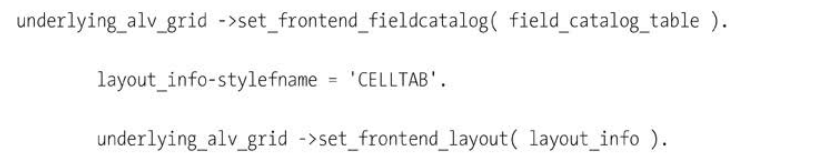 underlying_alv_grid ->set_frontend_fieldcatalog( field_catalog_table ).
layout_info-stylefname = 'CELLTAB'.
underlying_alv_grid ->set_frontend_layout( layout_info ).